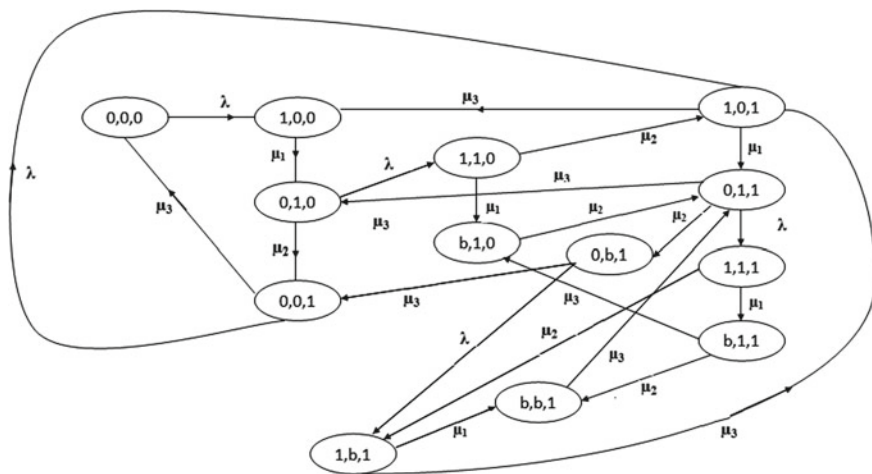 0,0,0
λ
1,0,0
μ3
1,0,1
μ1
1,1,0
μ2
μ1
λ
0,1,0
μ3
0,1,1
μ3
μ1
μ2
μ2
λ
b,1,0
0,b,1
λ
μ3
μ2
1,1,1
0,0,1
μ3
μ3
μ1
λ
μ2
μ3
b,1,1
b,b,1
μ2
μ1
1,b,1
μ3